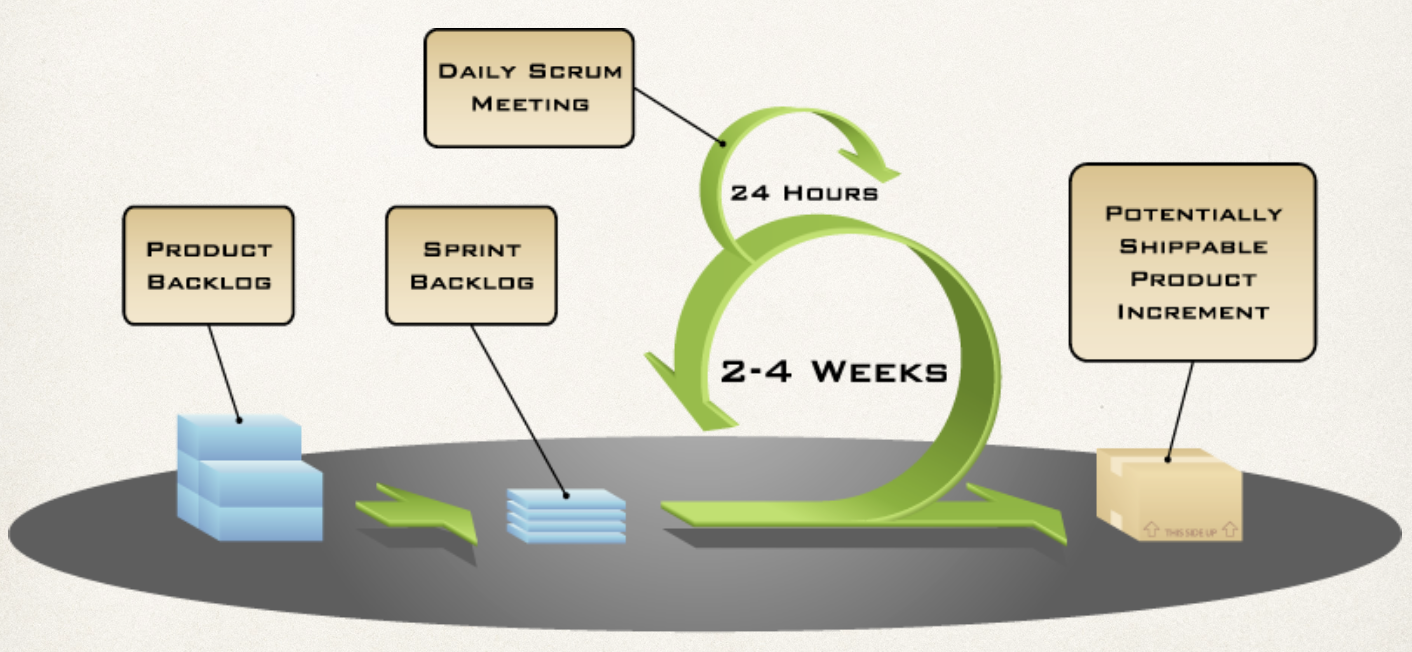 Daily Scrum
Meeting
24 Hours
Product
Backlog
Sprint
Backlog
2-4 Weeks
Potentially
Shippable
Product
Increment
THIS SIDE UP